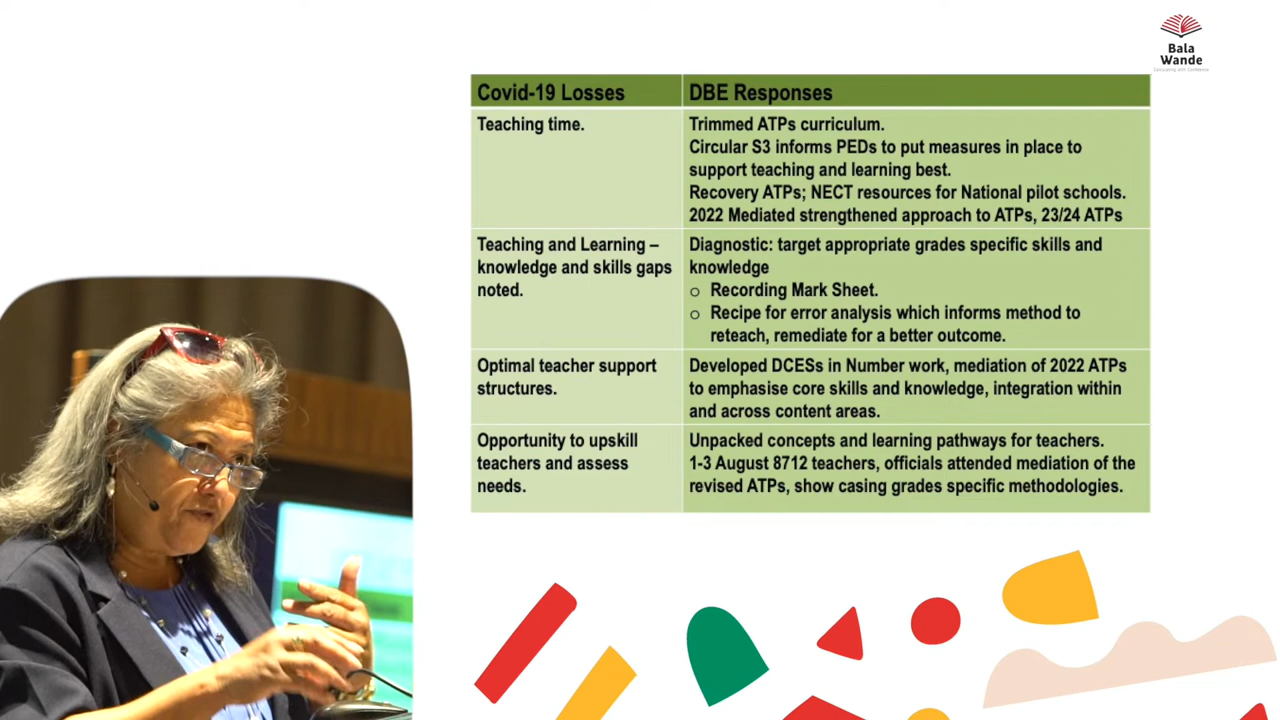 Bala
Wande
Calculating with Confidence
Covid-19 Losses
DBE Responses
Teaching time.
Trimmed ATPs curriculum.
Circular S3 informs PEDs to put measures in place to
support teaching and learning best.
Recovery ATPs; NECT resources for National pilot schools.
2022 Mediated strengthened approach to ATPs, 23/24 ATPs
Teaching and Learning –
knowledge and skills gaps
noted.
Diagnostic: target appropriate grades specific skills and
knowledge
o Recording Mark Sheet.
o Recipe for error analysis which informs method to
reteach, remediate for a better outcome.
Optimal teacher support
structures.
Developed DCESs in Number work, mediation of 2022 ATPs
to emphasise core skills and knowledge, integration within
and across content areas.
Opportunity to upskill
teachers and assess
needs.
Unpacked concepts and learning pathways for teachers.
1-3 August 8712 teachers, officials attended mediation of the
revised ATPs, show casing grades specific methodologies.